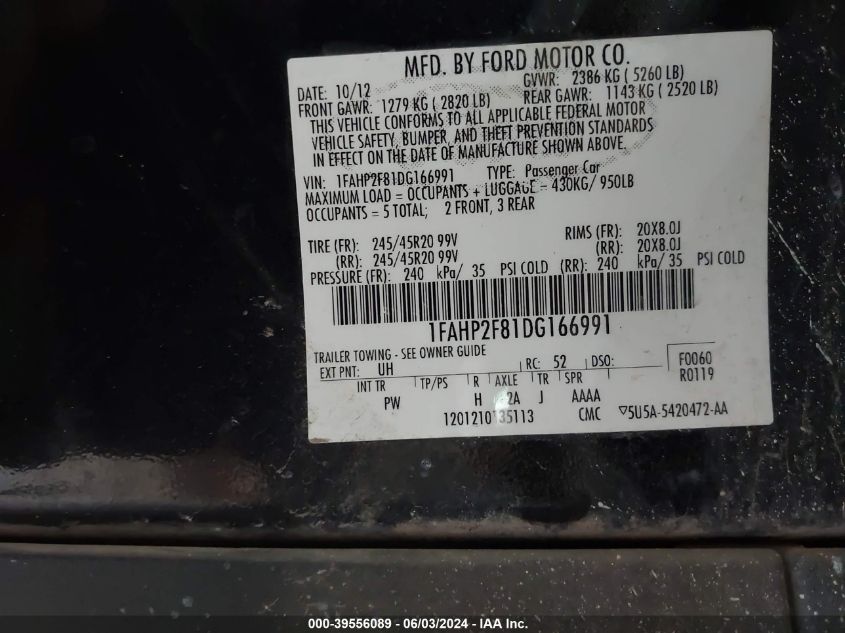 MFD. BY FORD MOTOR CO.
DATE: 10/12 GVWR: 2386 KG ( 5260 LB)
FRONT GAWR: 1279 KG ( 2820 LB) REAR GAWR: 1143 KG ( 2520 LB)
THIS VEHICLE CONFORMS TO ALL APPLICABLE FEDERAL MOTOR
VEHICLE SAFETY, BUMPER, AND THEFT PREVENTION STANDARDS
IN EFFECT ON THE DATE OF MANUFACTURE SHOWN ABOVE.
VIN: 1FAHP2F81DG166991 TYPE: Passenger Car
MAXIMUM LOAD = OCCUPANTS + LUGGAGE = 430KG/ 950LB
OCCUPANTS = 5 TOTAL; 2 FRONT, 3 REAR
TIRE (FR): 245/45R20 99V RIMS (FR): 20X8.0J
(RR): 245/45R20 99V (RR): 20X8.0J
PRESSURE (FR): 240 kPa/ 35 PSI COLD (RR): 240 kPa/ 35 PSI COLD
1FAHP2F81DG166991
TRAILER TOWING - SEE OWNER GUIDE
EXT PNT: UH RC: 52 DSO: F0060
R0119
INT TR TP/PS R AXLE TR SPR
PW H 2A J AAAA
1201210135113 CMC ▽5U5A-5420472-AA
000-39556089 - 06/03/2024 - IAAI - Copyright IAA, Inc.